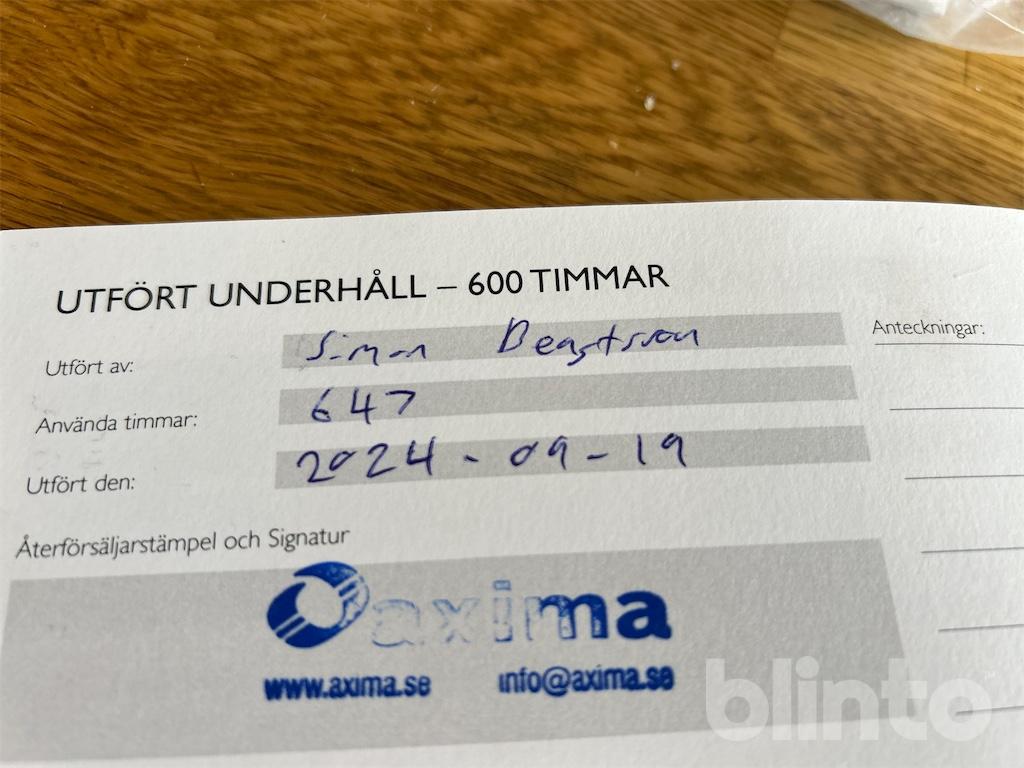 UTFÖRT UNDERHÅLL – 600 TIMMAR
Utfört av: Simon
Anteckningar:
Använda timmar: 647
Utfört den: 2024-09-19
Återförsäljarstämpel och Signatur
axima
www.axima.se info@axima.se
blinto